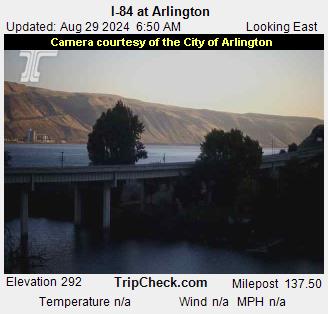 I-84 at Arlington
Updated: Aug 29 2024 6:50 AM Looking East
Camera courtesy of the City of Arlington
Elevation 292 TripCheck.com Milepost 137.50
Temperature n/a Wind n/a MPH n/a